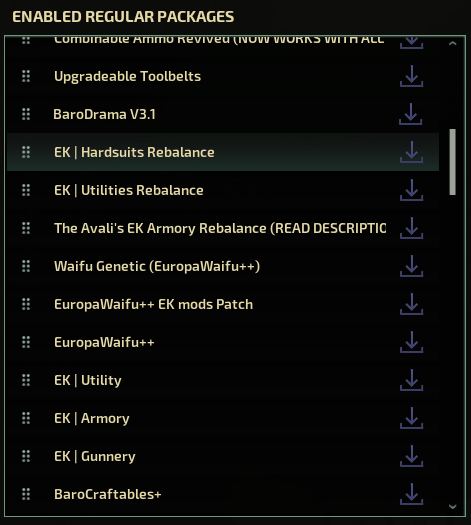 ENABLED REGULAR PACKAGES
Combinable Ammo Revived (NOW WORKS WITH ALL
Upgradeable Toolbelts
BaroDrama V3.1
EK | Hardsuits Rebalance
EK | Utilities Rebalance
The Avali's EK Armory Rebalance (READ DESCRIPTIO
Waifu Genetic (EuropaWaifu++)
EuropaWaifu++ EK mods Patch
EuropaWaifu++
EK | Utility
EK | Armory
EK | Gunnery
BaroCraftables+